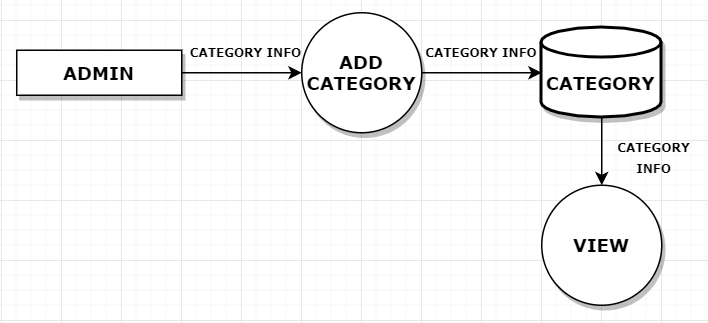 CATEGORY INFO
CATEGORY INFO
ADMIN
ADD
CATEGORY
CATEGORY
CATEGORY
INFO
VIEW